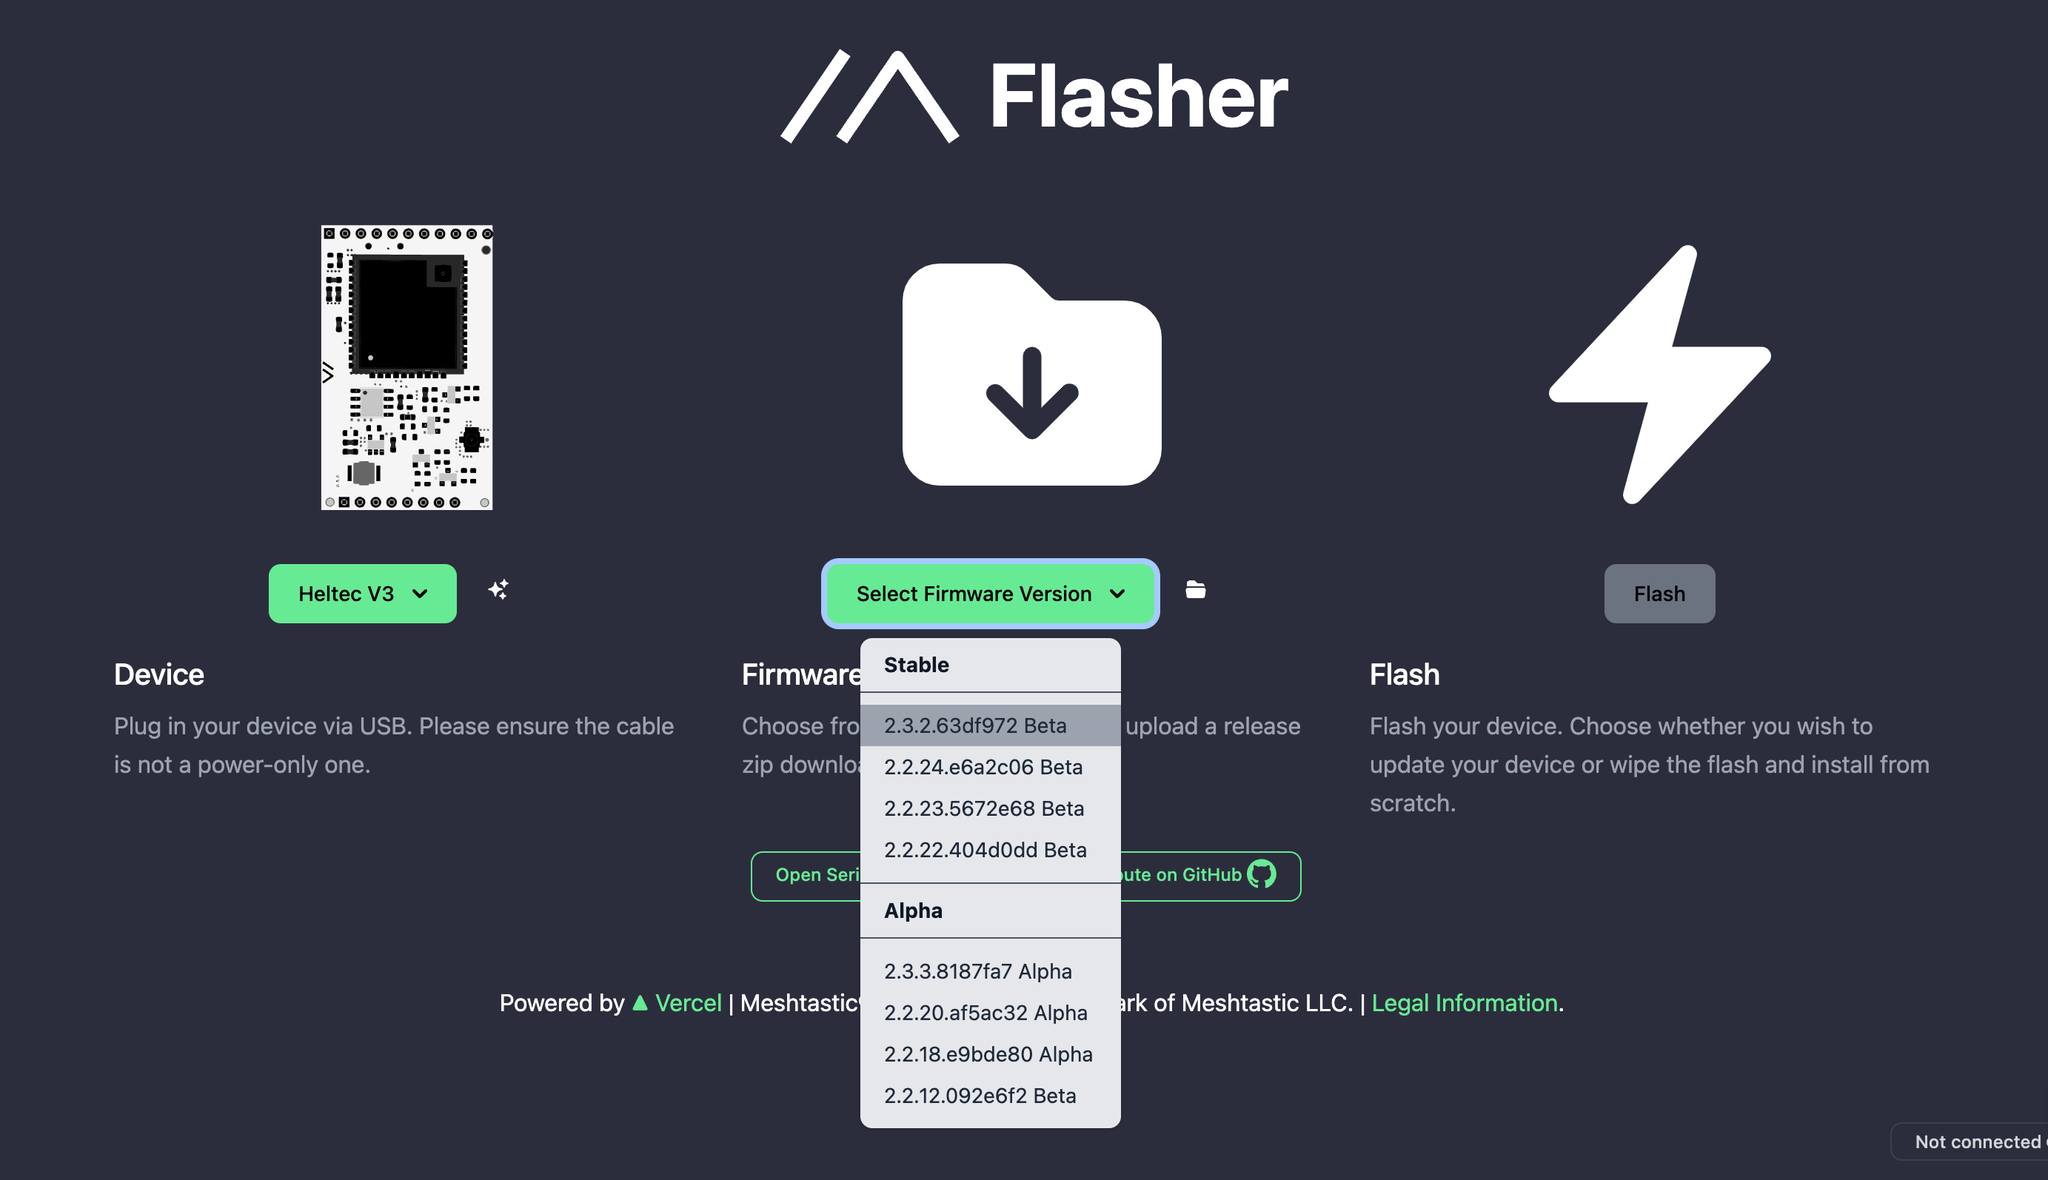 Flasher
Heltec V3
Select Firmware Version
Flash
Device
Plug in your device via USB. Please ensure the cable
is not a power-only one.
Firmware
Choose
upload a release
zip
Stable
2.3.2.63df972 Beta
2.2.24.e6a2c06 Beta
2.2.23.5672e68 Beta
2.2.22.404d0dd Beta
Alpha
2.3.3.8187fa7 Alpha
2.2.20.af5ac32 Alpha
2.2.18.e9bde80 Alpha
2.2.12.092e6f2 Beta
Flash
Flash your device. Choose whether you wish to
update your device or wipe the flash and install from
scratch.
Open
on GitHub
Powered by Vercel | Meshtastic
of Meshtastic LLC. | Legal Information.
Not connected